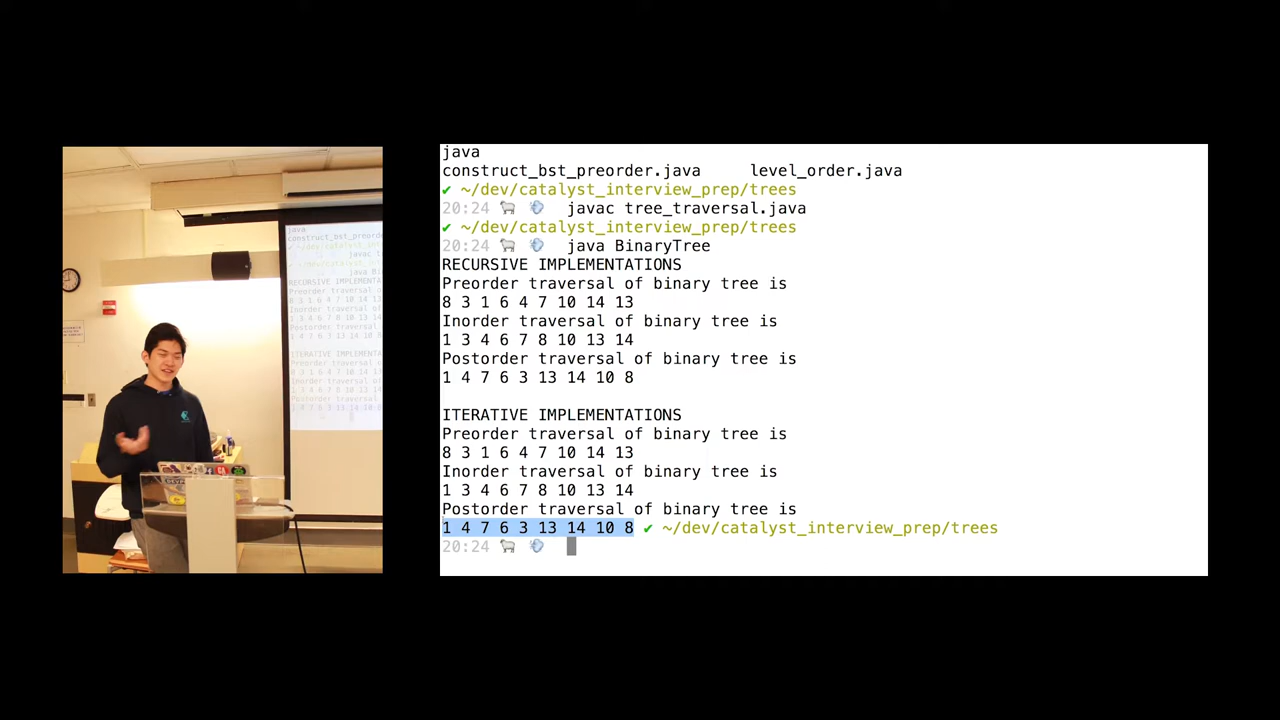 java
construct_bst_preorder.java level_order.java
✔ ~/dev/catalyst_interview_prep/trees
20:24 🐑 💨 javac tree_traversal.java
✔ ~/dev/catalyst_interview_prep/trees
20:24 🐑 💨 java BinaryTree
RECURSIVE IMPLEMENTATIONS
Preorder traversal of binary tree is
8 3 1 6 4 7 10 14 13
Inorder traversal of binary tree is
1 3 4 6 7 8 10 13 14
Postorder traversal of binary tree is
1 4 7 6 3 13 14 10 8
ITERATIVE IMPLEMENTATIONS
Preorder traversal of binary tree is
8 3 1 6 4 7 10 14 13
Inorder traversal of binary tree is
1 3 4 6 7 8 10 13 14
Postorder traversal of binary tree is
1 4 7 6 3 13 14 10 8 ✔ ~/dev/catalyst_interview_prep/trees
20:24 🐑 💨